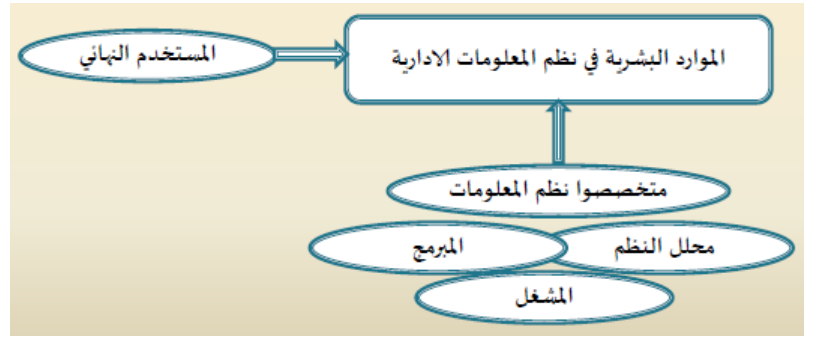 الموارد البشرية في نظم المعلومات الادارية
المستخدم النهائي
متخصصوا نظم المعلومات
محلل النظم
المبرمج
المشغل